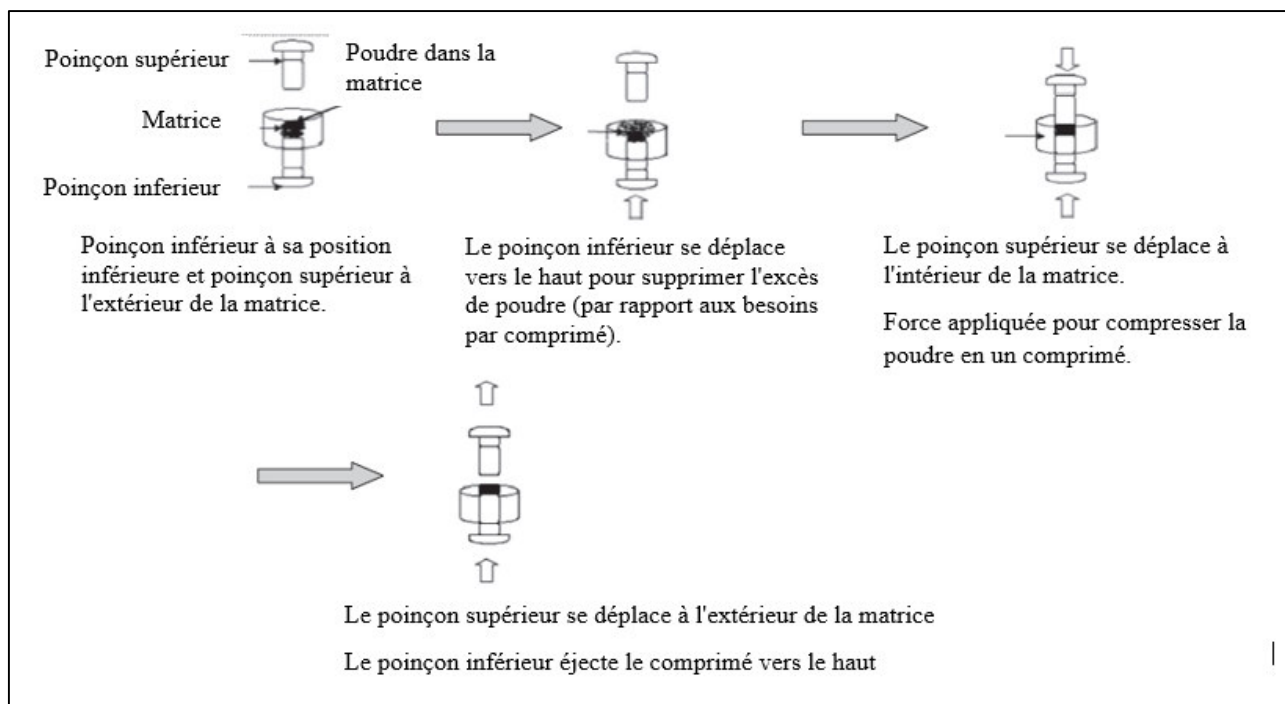 Poinçon supérieur
Poudre dans la
matrice
Matrice
Poinçon inferieur
Poinçon inférieur à sa position
inférieure et poinçon supérieur à
l'extérieur de la matrice.
Le poinçon inférieur se déplace
vers le haut pour supprimer l'excès
de poudre (par rapport aux besoins
par comprimé).
Le poinçon supérieur se déplace à
l'intérieur de la matrice.
Force appliquée pour compresser la
poudre en un comprimé.
Le poinçon supérieur se déplace à l'extérieur de la matrice
Le poinçon inférieur éjecte le comprimé vers le haut